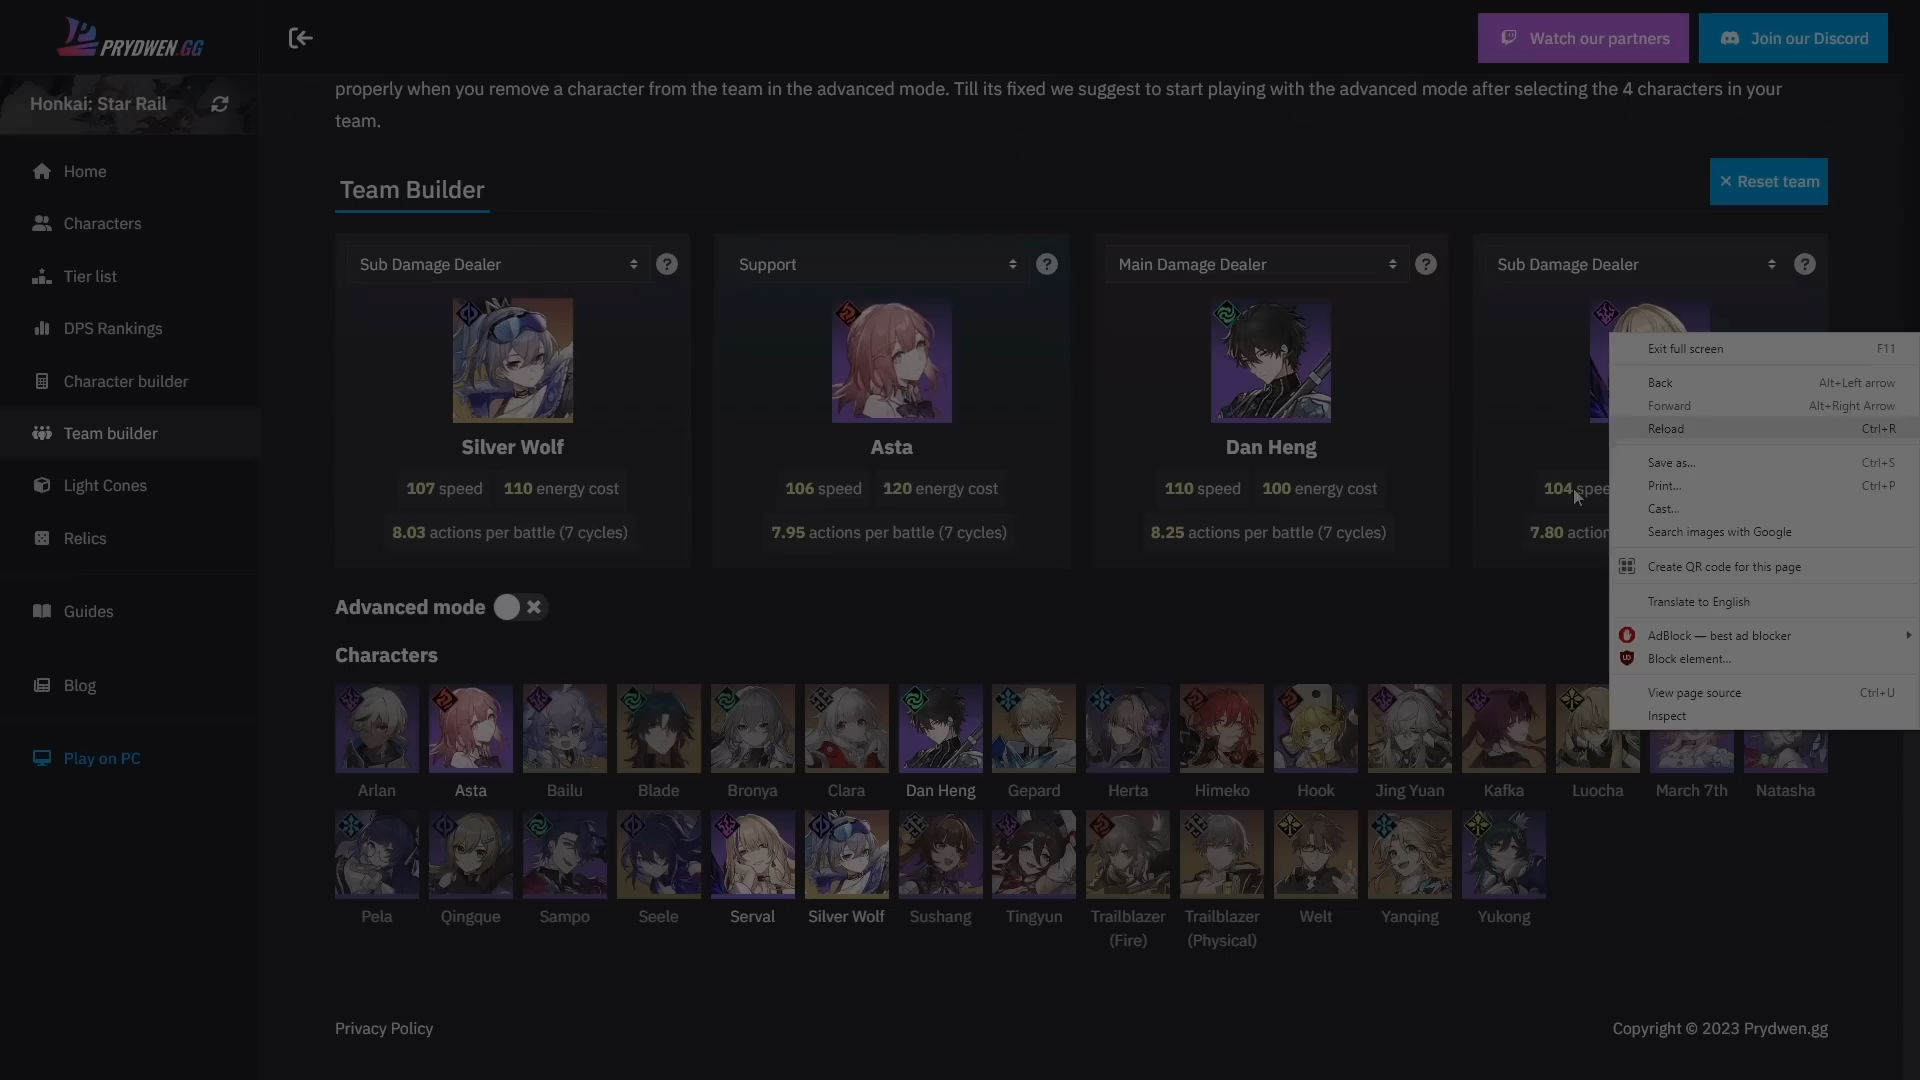 PRYDWEN.GG
Watch our partners
Join our Discord
Honkai: Star Rail
Home
Characters
Tier list
DPS Rankings
Character builder
Team builder
Light Cones
Relics
Guides
Blog
Play on PC
properly when you remove a character from the team in the advanced mode. Till its fixed we suggest to start playing with the advanced mode after selecting the 4 characters in your
team.
Team Builder
Reset team
Sub Damage Dealer ?
Support ?
Main Damage Dealer ?
Sub Damage Dealer ?
Silver Wolf
107 speed 110 energy cost
8.03 actions per battle (7 cycles)
Asta
106 speed 120 energy cost
7.95 actions per battle (7 cycles)
Dan Heng
110 speed 100 energy cost
8.25 actions per battle (7 cycles)
104 spee
7.80 action
Exit full screen F11
Back Alt+Left arrow
Forward Alt+Right Arrow
Reload Ctrl+R
Save as... Ctrl+S
Print... Ctrl+P
Cast...
Search images with Google
Create QR code for this page
Translate to English
AdBlock — best ad blocker
Block element...
View page source Ctrl+U
Inspect
Advanced mode
Characters
Arlan Asta Bailu Blade Bronya Clara Dan Heng Gepard Herta Himeko Hook Jing Yuan Kafka Luocha March 7th Natasha
Pela Qingque Sampo Seele Serval Silver Wolf Sushang Tingyun Trailblazer Trailblazer Welt Yanqing Yukong
(Fire) (Physical)
Privacy Policy
Copyright © 2023 Prydwen.gg